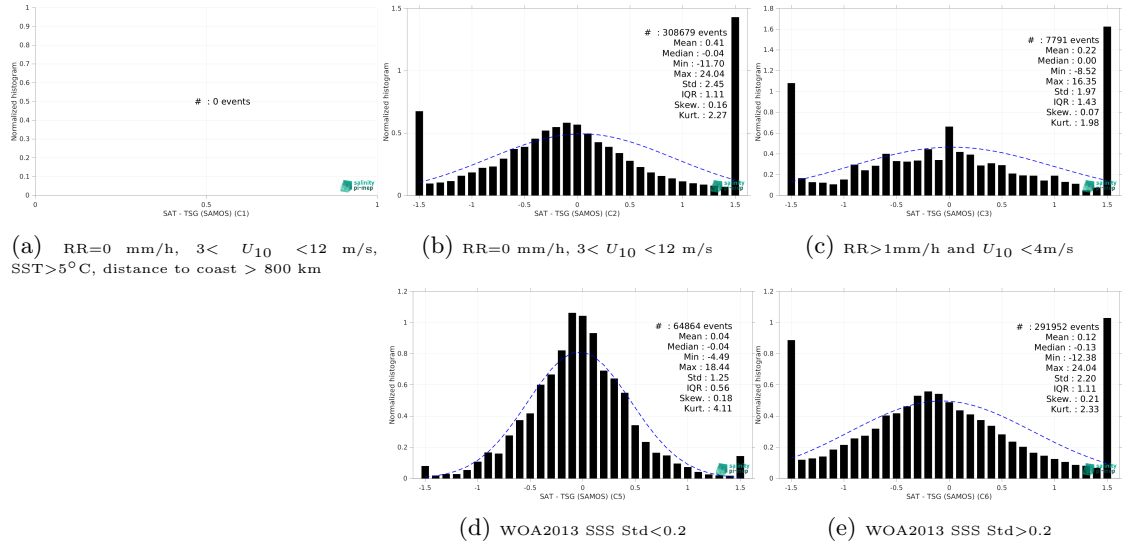 1
0.9
0.8
0.7
0.6
0.5
0.4
0.3
0.2
0.1
0
Normalized histogram
# : 0 events
salinity
pi-mep
0 0.5 1
SAT - TSG (SAMOS) (C1)
(a) RR=0 mm/h, 3< U10 <12 m/s,
SST>5°C, distance to coast > 800 km
1.5
1
0.5
0
Normalized histogram
# : 308679 events
Mean : 0.41
Median : -0.04
Min : -11.70
Max : 24.04
Std : 2.45
IQR : 1.11
Skew. : 0.16
Kurt. : 2.27
salinity
pi-mep
-1.5 -1 -0.5 0 0.5 1 1.5
SAT - TSG (SAMOS) (C2)
(b) RR=0 mm/h, 3< U10 <12 m/s
1.8
1.6
1.4
1.2
1
0.8
0.6
0.4
0.2
0
Normalized histogram
# : 7791 events
Mean : 0.22
Median : 0.00
Min : -8.52
Max : 16.35
Std : 1.97
IQR : 1.43
Skew. : 0.07
Kurt. : 1.98
salinity
pi-mep
-1.5 -1 -0.5 0 0.5 1 1.5
SAT - TSG (SAMOS) (C3)
(c) RR>1mm/h and U10 <4m/s
1.2
1
0.8
0.6
0.4
0.2
0
Normalized histogram
# : 64864 events
Mean : 0.04
Median : -0.04
Min : -4.49
Max : 18.44
Std : 1.25
IQR : 0.56
Skew. : 0.18
Kurt. : 4.11
salinity
pi-mep
-1.5 -1 -0.5 0 0.5 1 1.5
SAT - TSG (SAMOS) (C5)
(d) WOA2013 SSS Std<0.2
1.2
1
0.8
0.6
0.4
0.2
0
Normalized histogram
# : 291952 events
Mean : 0.12
Median : -0.13
Min : -12.38
Max : 24.04
Std : 2.20
IQR : 1.11
Skew. : 0.21
Kurt. : 2.33
salinity
pi-mep
-1.5 -1 -0.5 0 0.5 1 1.5
SAT - TSG (SAMOS) (C6)
(e) WOA2013 SSS Std>0.2